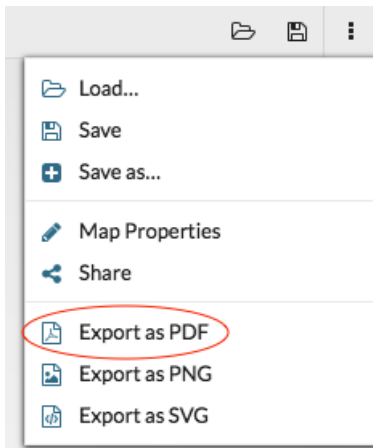 Load...
Save
Save as...
Map Properties
Share
Export as PDF
Export as PNG
Export as SVG